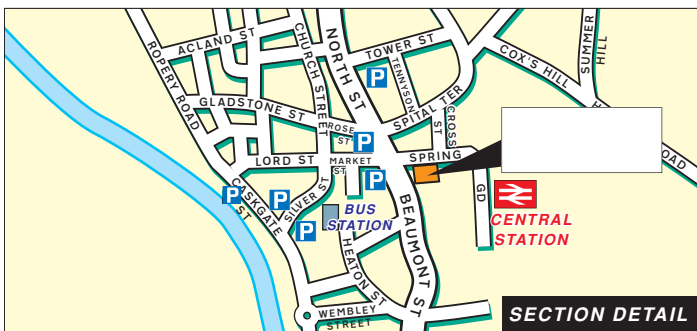 ROPERY ROAD
ACLAND ST
CHURCH STREET
NORTH ST
TOWER ST
TENNYSON
ST
COX'S HILL
SUMMER
HILL
ROAD
P
GLADSTONE ST
ROSE
ST
P
SPITAL TER
CROSS
ST
LORD ST
MARKET
ST
SPRING
GD
P
CASKGATE
ST
P
SILVER ST
P
P
BUS
STATION
BEAUMONT ST
CENTRAL
STATION
HEATON ST
WEMBLEY
STREET
SECTION DETAIL